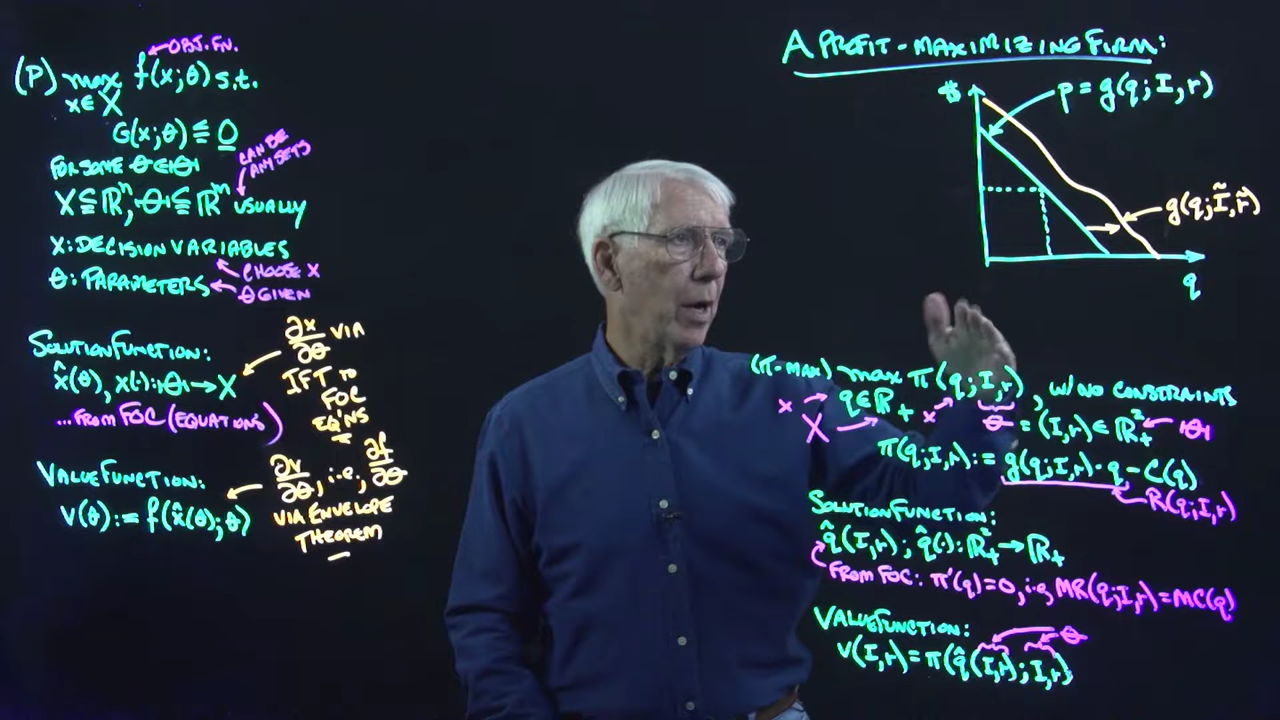 OBJ. FN.
(P) max f(x;θ) s.t.
x∈X
G(x;θ) ≦ 0
FOR SOME θ∈Θ
CAN BE
ANY SETS
X ⊆ ℝⁿ, Θ ⊆ ℝᵐ USUALLY
X: DECISION VARIABLES
θ: PARAMETERS
CHOOSE X
θ GIVEN
SOLUTION FUNCTION:
x̂(θ), x(·): Θ → X
... FROM FOC (EQUATIONS)
∂x/∂θ VIA
IFT TO
FOC
EQ'NS
VALUE FUNCTION:
v(θ) := f(x̂(θ);θ)
∂v/∂θ, i.e., ∂f/∂θ
VIA ENVELOPE
THEOREM
A PROFIT-MAXIMIZING FIRM:
$
p = g(q;I,r)
g(q;Ĩ,r̃)
q
(π-MAX) max π(q;I,r), W/ NO CONSTRAINTS
x → q∈ℝ₊ x → θ = (I,r) ∈ ℝ²₊ ← Θ
X →
π(q;I,r) := g(q;I,r)·q − C(q)
R(q;I,r)
SOLUTION FUNCTION:
q̂(I,r); q̂(·): ℝ²₊ → ℝ₊
FROM FOC: π'(q)=0, i.e., MR(q;I,r)=MC(q)
VALUE FUNCTION:
θ
v(I,r) = π(q̂(I,r);I,r)